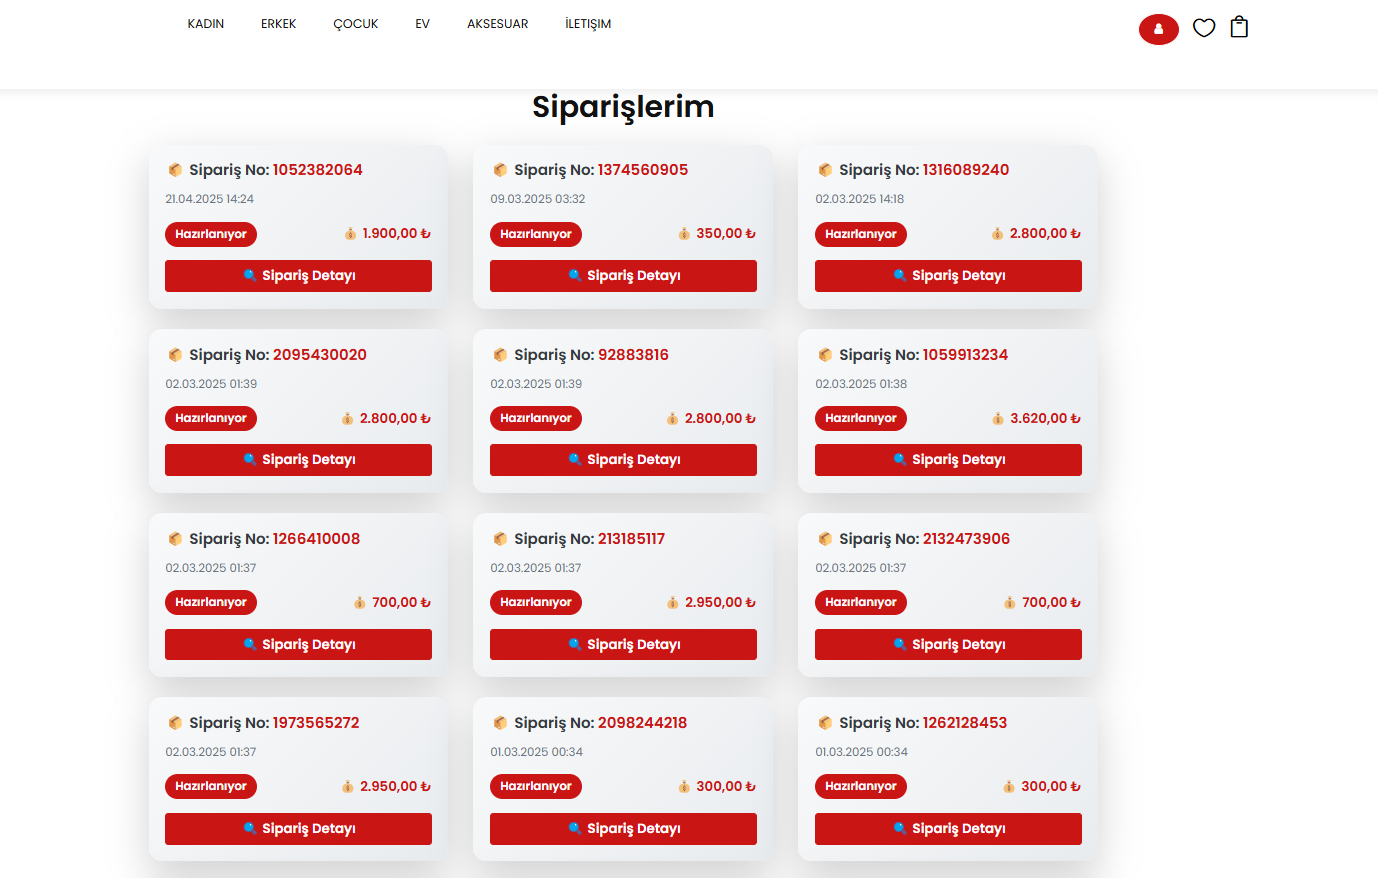 KADIN ERKEK ÇOCUK EV AKSESUAR İLETIŞIM
Siparişlerim
Sipariş No: 1052382064
21.04.2025 14:24
Hazırlanıyor 1.900,00 ₺
Sipariş Detayı
Sipariş No: 1374560905
09.03.2025 03:32
Hazırlanıyor 350,00 ₺
Sipariş Detayı
Sipariş No: 1316089240
02.03.2025 14:18
Hazırlanıyor 2.800,00 ₺
Sipariş Detayı
Sipariş No: 2095430020
02.03.2025 01:39
Hazırlanıyor 2.800,00 ₺
Sipariş Detayı
Sipariş No: 92883816
02.03.2025 01:39
Hazırlanıyor 2.800,00 ₺
Sipariş Detayı
Sipariş No: 1059913234
02.03.2025 01:38
Hazırlanıyor 3.620,00 ₺
Sipariş Detayı
Sipariş No: 1266410008
02.03.2025 01:37
Hazırlanıyor 700,00 ₺
Sipariş Detayı
Sipariş No: 213185117
02.03.2025 01:37
Hazırlanıyor 2.950,00 ₺
Sipariş Detayı
Sipariş No: 2132473906
02.03.2025 01:37
Hazırlanıyor 700,00 ₺
Sipariş Detayı
Sipariş No: 1973565272
02.03.2025 01:37
Hazırlanıyor 2.950,00 ₺
Sipariş Detayı
Sipariş No: 2098244218
01.03.2025 00:34
Hazırlanıyor 300,00 ₺
Sipariş Detayı
Sipariş No: 1262128453
01.03.2025 00:34
Hazırlanıyor 300,00 ₺
Sipariş Detayı